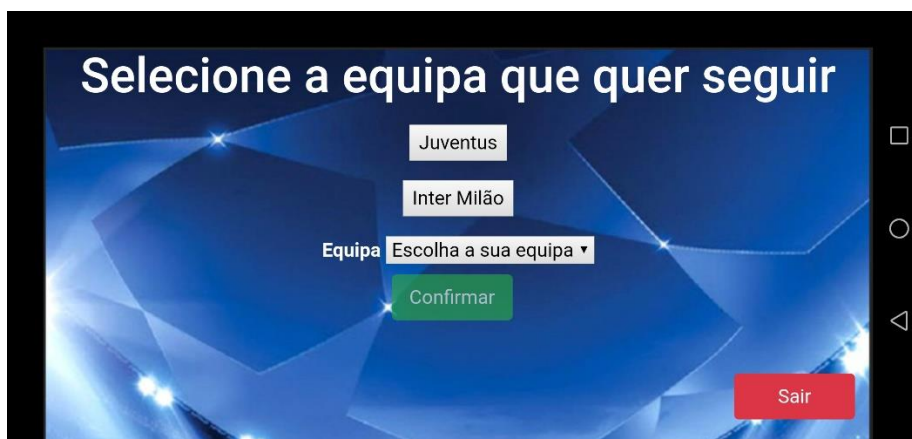 Selecione a equipa que quer seguir
Juventus
Inter Milão
Equipa Escolha a sua equipa
Confirmar
Sair